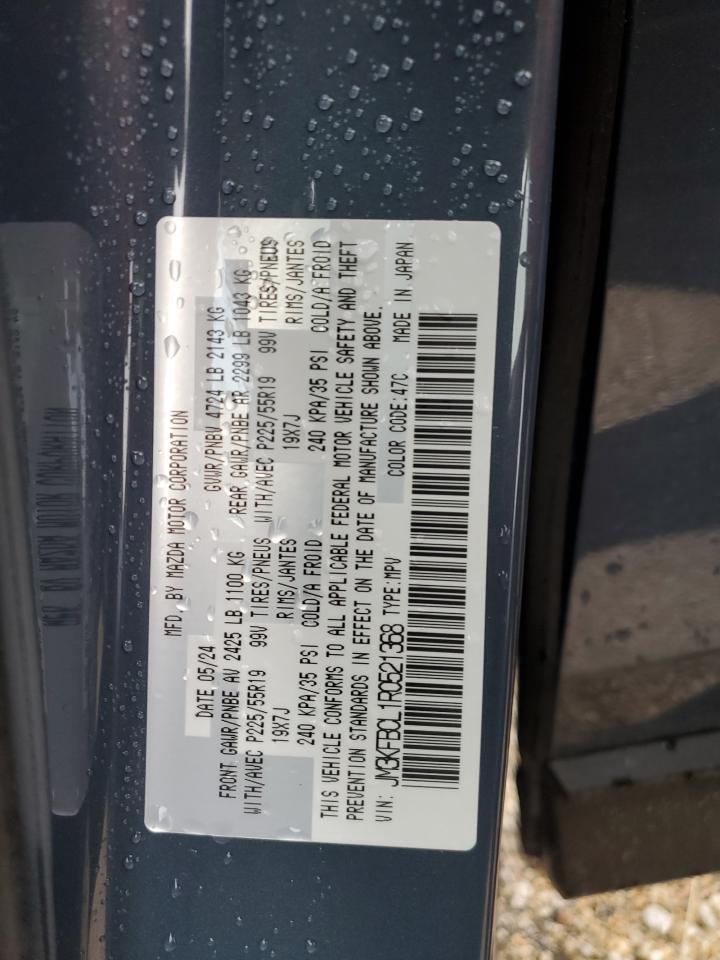 MFD. BY MAZDA MOTOR CORPORATION
DATE 05/24 GVWR/PNBV 4724 LB 2143 KG
FRONT GAWR/PNBE AV 2425 LB 1100 KG REAR GAWR/PNBE AR 2299 LB 1043 KG
WITH/AVEC P225/55R19 99V TIRES/PNEUS WITH/AVEC P225/55R19 99V TIRES/PNEUS
19X7J RIMS/JANTES 19X7J RIMS/JANTES
240 KPA/35 PSI COLD/A FROID 240 KPA/35 PSI COLD/A FROID
THIS VEHICLE CONFORMS TO ALL APPLICABLE FEDERAL MOTOR VEHICLE SAFETY AND THEFT
PREVENTION STANDARDS IN EFFECT ON THE DATE OF MANUFACTURE SHOWN ABOVE.
VIN: JM3KFBCL1R0521368 TYPE:MPV COLOR CODE:47C MADE IN JAPAN